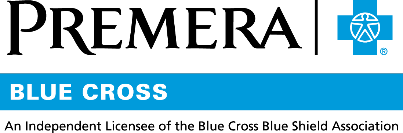 PREMERA
®
BLUE CROSS
An Independent Licensee of the Blue Cross Blue Shield Association